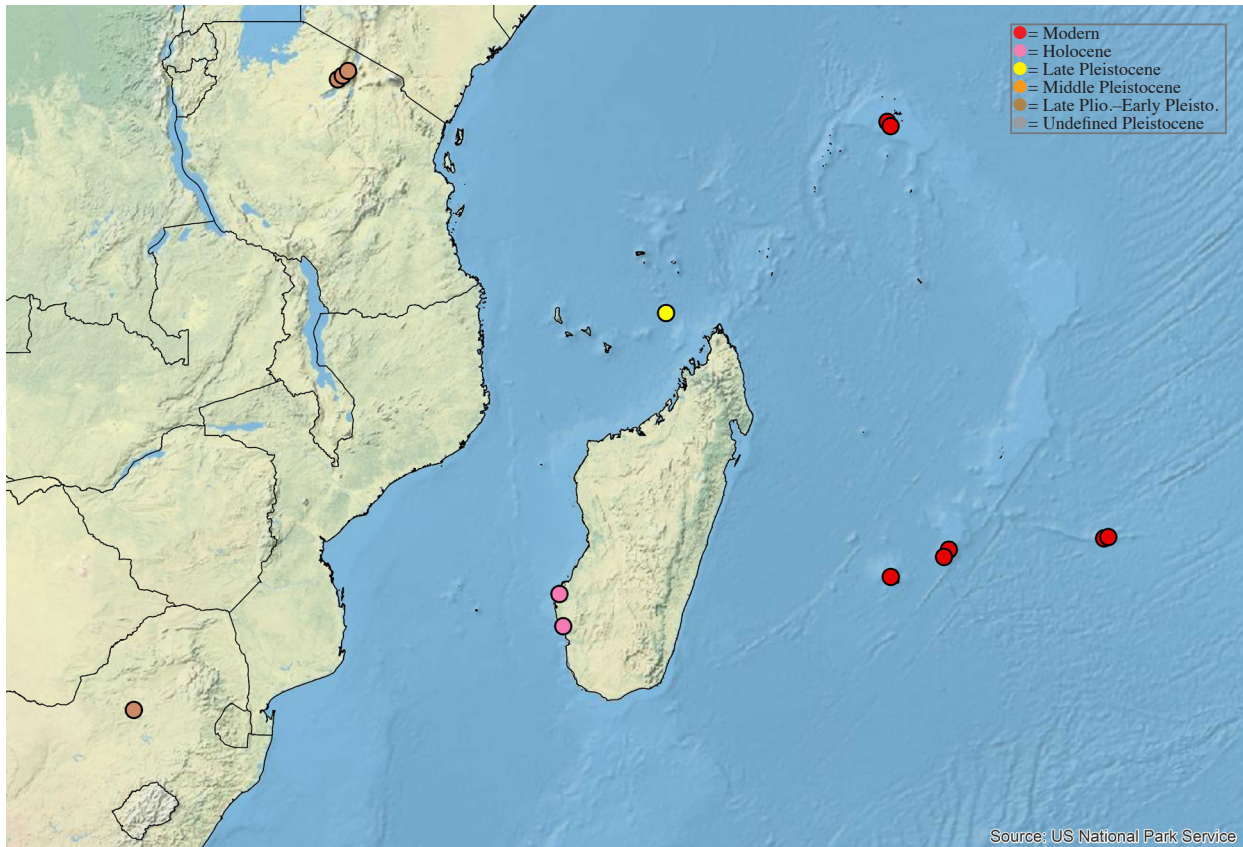 = Modern
= Holocene
= Late Pleistocene
= Middle Pleistocene
= Late Plio.–Early Pleisto.
= Undefined Pleistocene
Source: US National Park Service